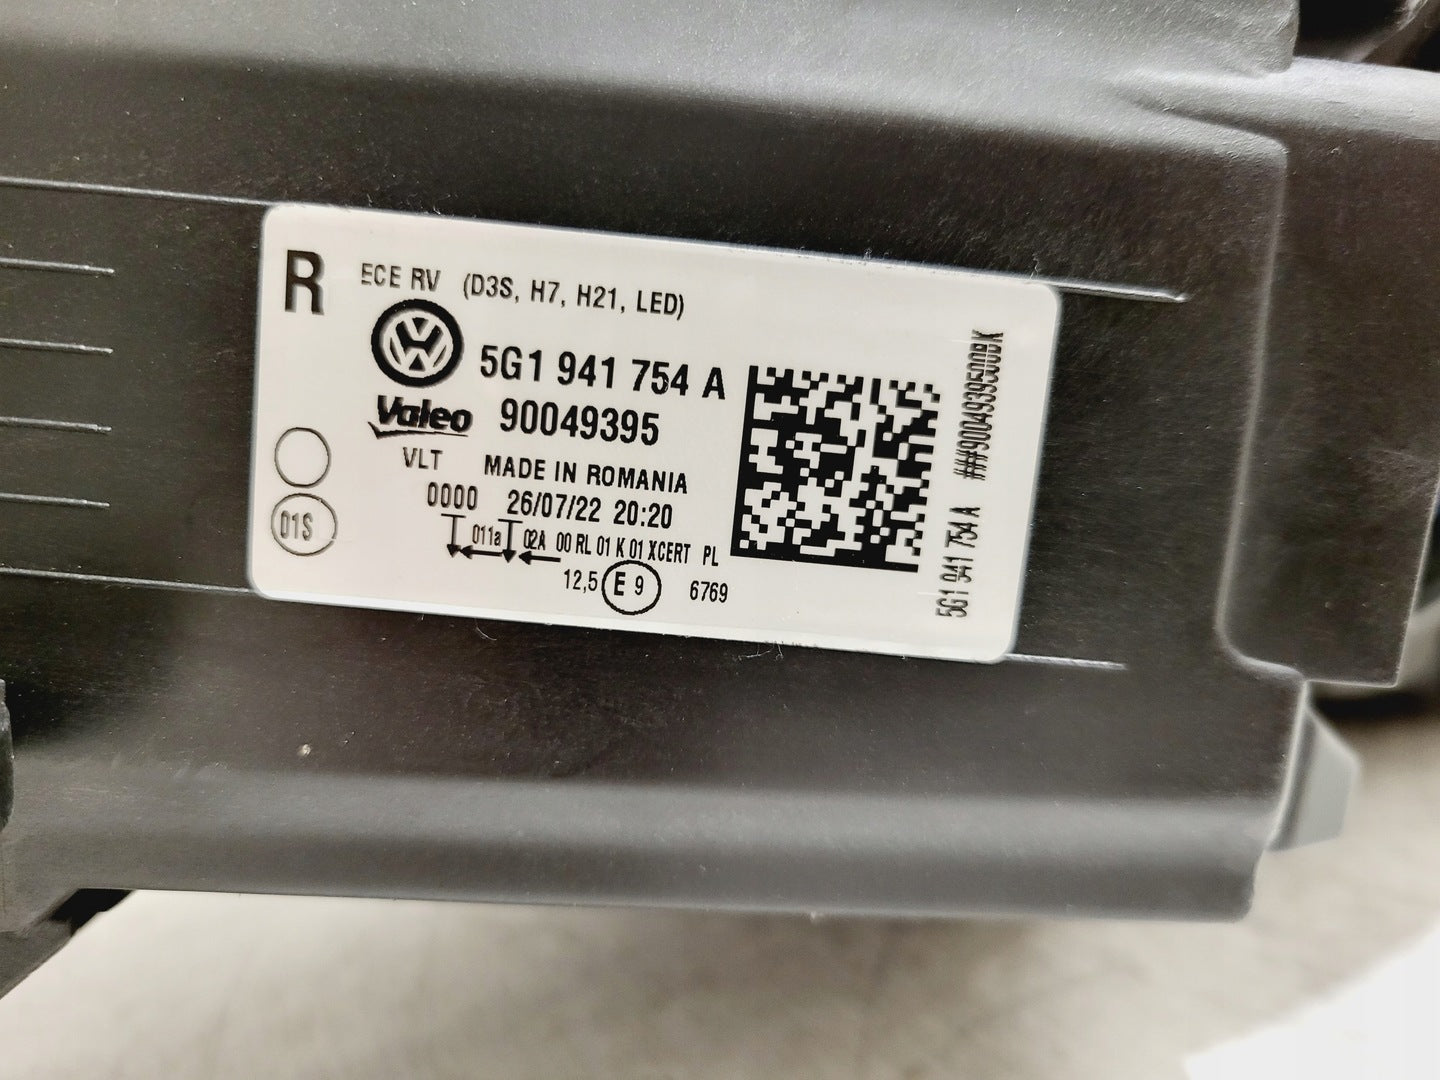 R
ECE RV (D3S, H7, H21, LED)
5G1 941 754 A
Valeo 90049395
VLT MADE IN ROMANIA
0000 26/07/22 20:20
011a 02A 00 RL 01 K 01 XCERT PL
12,5 E 9 6769
01S
5G1 941 754 A ##9004939500BK